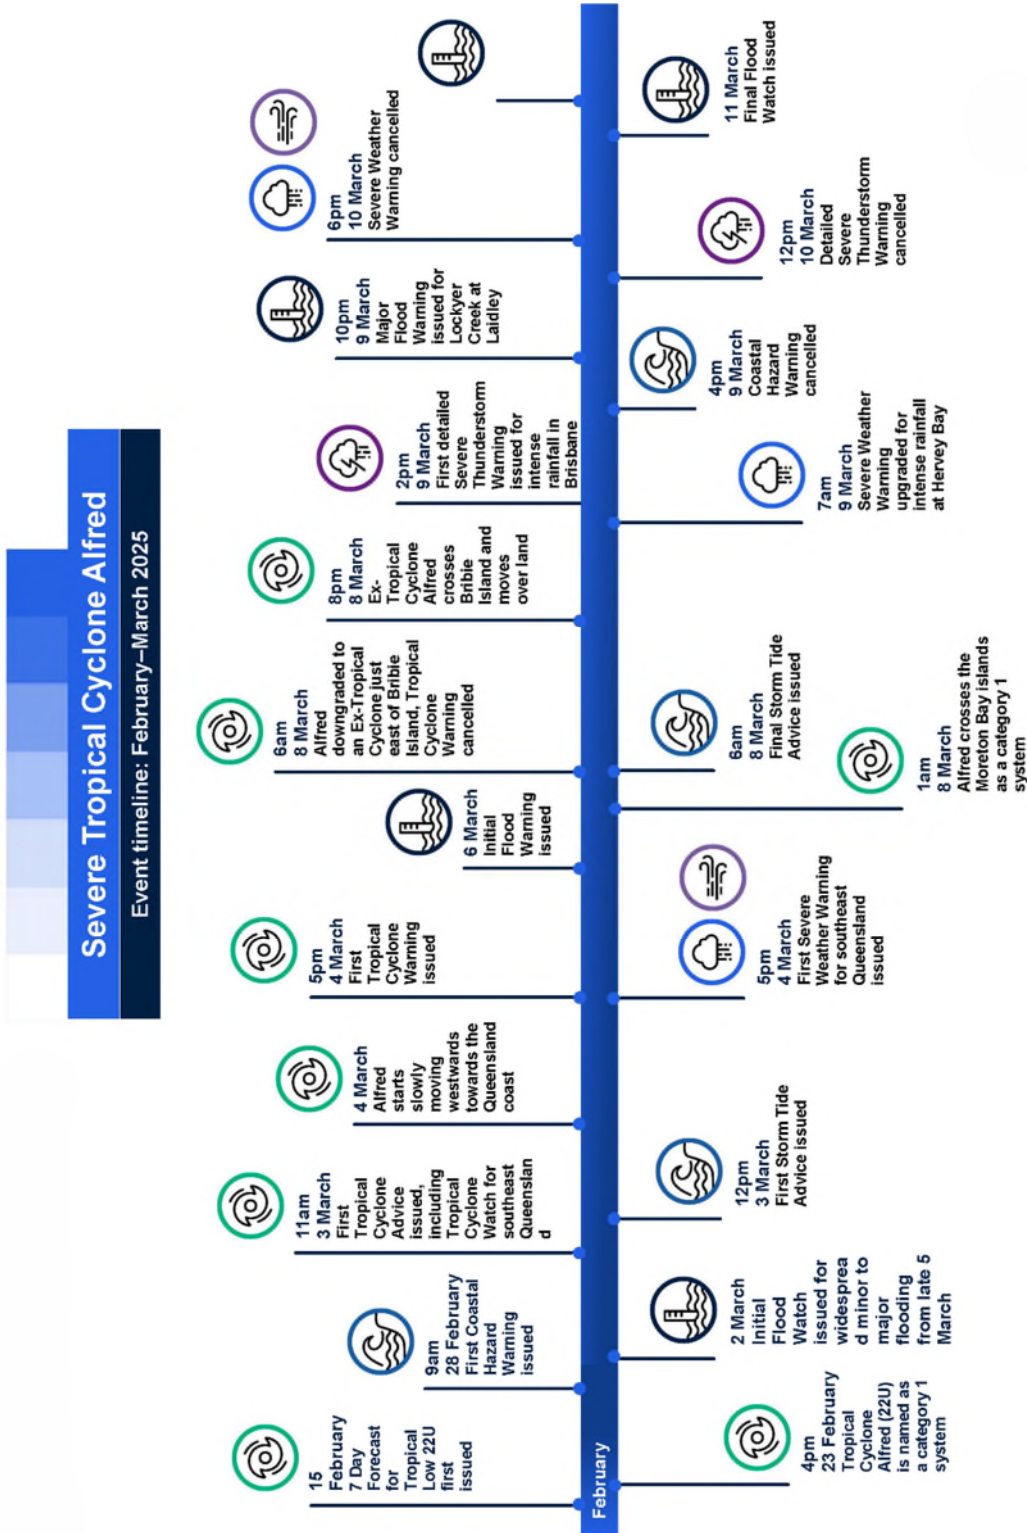 Severe Tropical Cyclone Alfred
Event timeline: February–March 2025
15
February
7 Day
Forecast
for
Tropical
Low 22U
first
issued
9am
28 February
First Coastal
Hazard
Warning
issued
11am
3 March
First
Tropical
Cyclone
Advice
issued,
including
Tropical
Cyclone
Watch for
southeast
Queenslan
d
4 March
Alfred
starts
slowly
moving
westwards
towards the
Queensland
coast
5pm
4 March
First
Tropical
Cyclone
Warning
issued
6 March
Initial
Flood
Warning
issued
6am
8 March
Alfred
downgraded to
an Ex-Tropical
Cyclone just
east of Bribie
Island, Tropical
Cyclone
Warning
cancelled
8pm
8 March
Ex-
Tropical
Cyclone
Alfred
crosses
Bribie
Island and
moves
over land
2pm
9 March
First detailed
Severe
Thunderstorm
Warning
issued for
intense
rainfall in
Brisbane
10pm
9 March
Major
Flood
Warning
issued for
Lockyer
Creek at
Laidley
6pm
10 March
Severe Weather
Warning cancelled
February
4pm
23 February
Tropical
Cyclone
Alfred (22U)
is named as
a category 1
system
2 March
Initial
Flood
Watch
issued for
widesprea
d minor to
major
flooding
from late 5
March
12pm
3 March
First Storm Tide
Advice issued
5pm
4 March
First Severe
Weather Warning
for southeast
Queensland
issued
1am
8 March
Alfred crosses the
Moreton Bay islands
as a category 1
system
6am
8 March
Final Storm Tide
Advice issued
7am
9 March
Severe Weather
Warning
upgraded for
intense rainfall
at Hervey Bay
4pm
9 March
Coastal
Hazard
Warning
cancelled
12pm
10 March
Detailed
Severe
Thunderstorm
Warning
cancelled
11 March
Final Flood
Watch issued